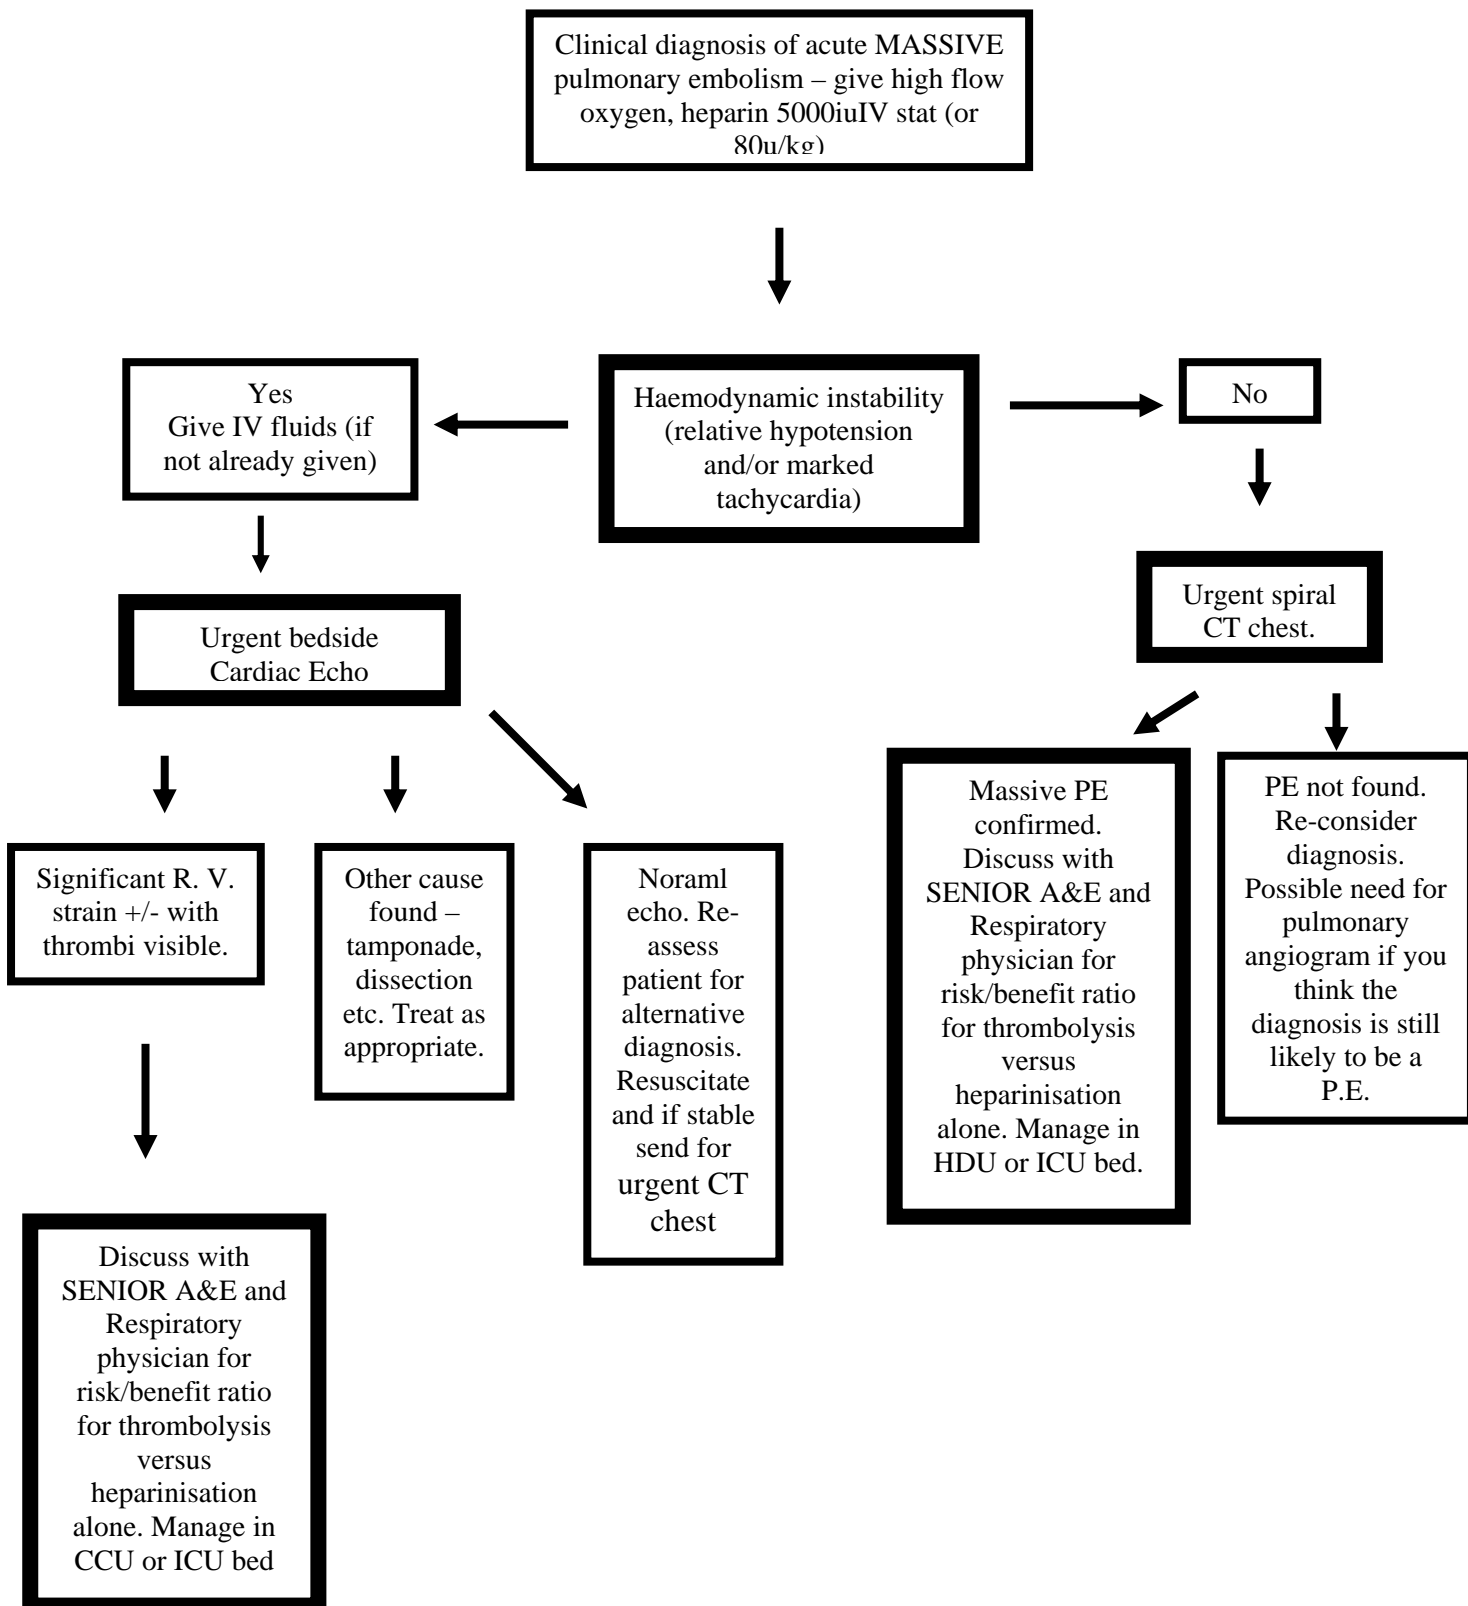 Clinical diagnosis of acute MASSIVE
pulmonary embolism – give high flow
oxygen, heparin 5000iuIV stat (or
80u/kg)
Yes
Give IV fluids (if
not already given)
Haemodynamic instability
(relative hypotension
and/or marked
tachycardia)
No
Urgent bedside
Cardiac Echo
Urgent spiral
CT chest.
Significant R. V.
strain +/- with
thrombi visible.
Other cause
found –
tamponade,
dissection
etc. Treat as
appropriate.
Noraml
echo. Re-
assess
patient for
alternative
diagnosis.
Resuscitate
and if stable
send for
urgent CT
chest
Massive PE
confirmed.
Discuss with
SENIOR A&E and
Respiratory
physician for
risk/benefit ratio
for thrombolysis
versus
heparinisation
alone. Manage in
HDU or ICU bed.
PE not found.
Re-consider
diagnosis.
Possible need for
pulmonary
angiogram if you
think the
diagnosis is still
likely to be a
P.E.
Discuss with
SENIOR A&E and
Respiratory
physician for
risk/benefit ratio
for thrombolysis
versus
heparinisation
alone. Manage in
CCU or ICU bed